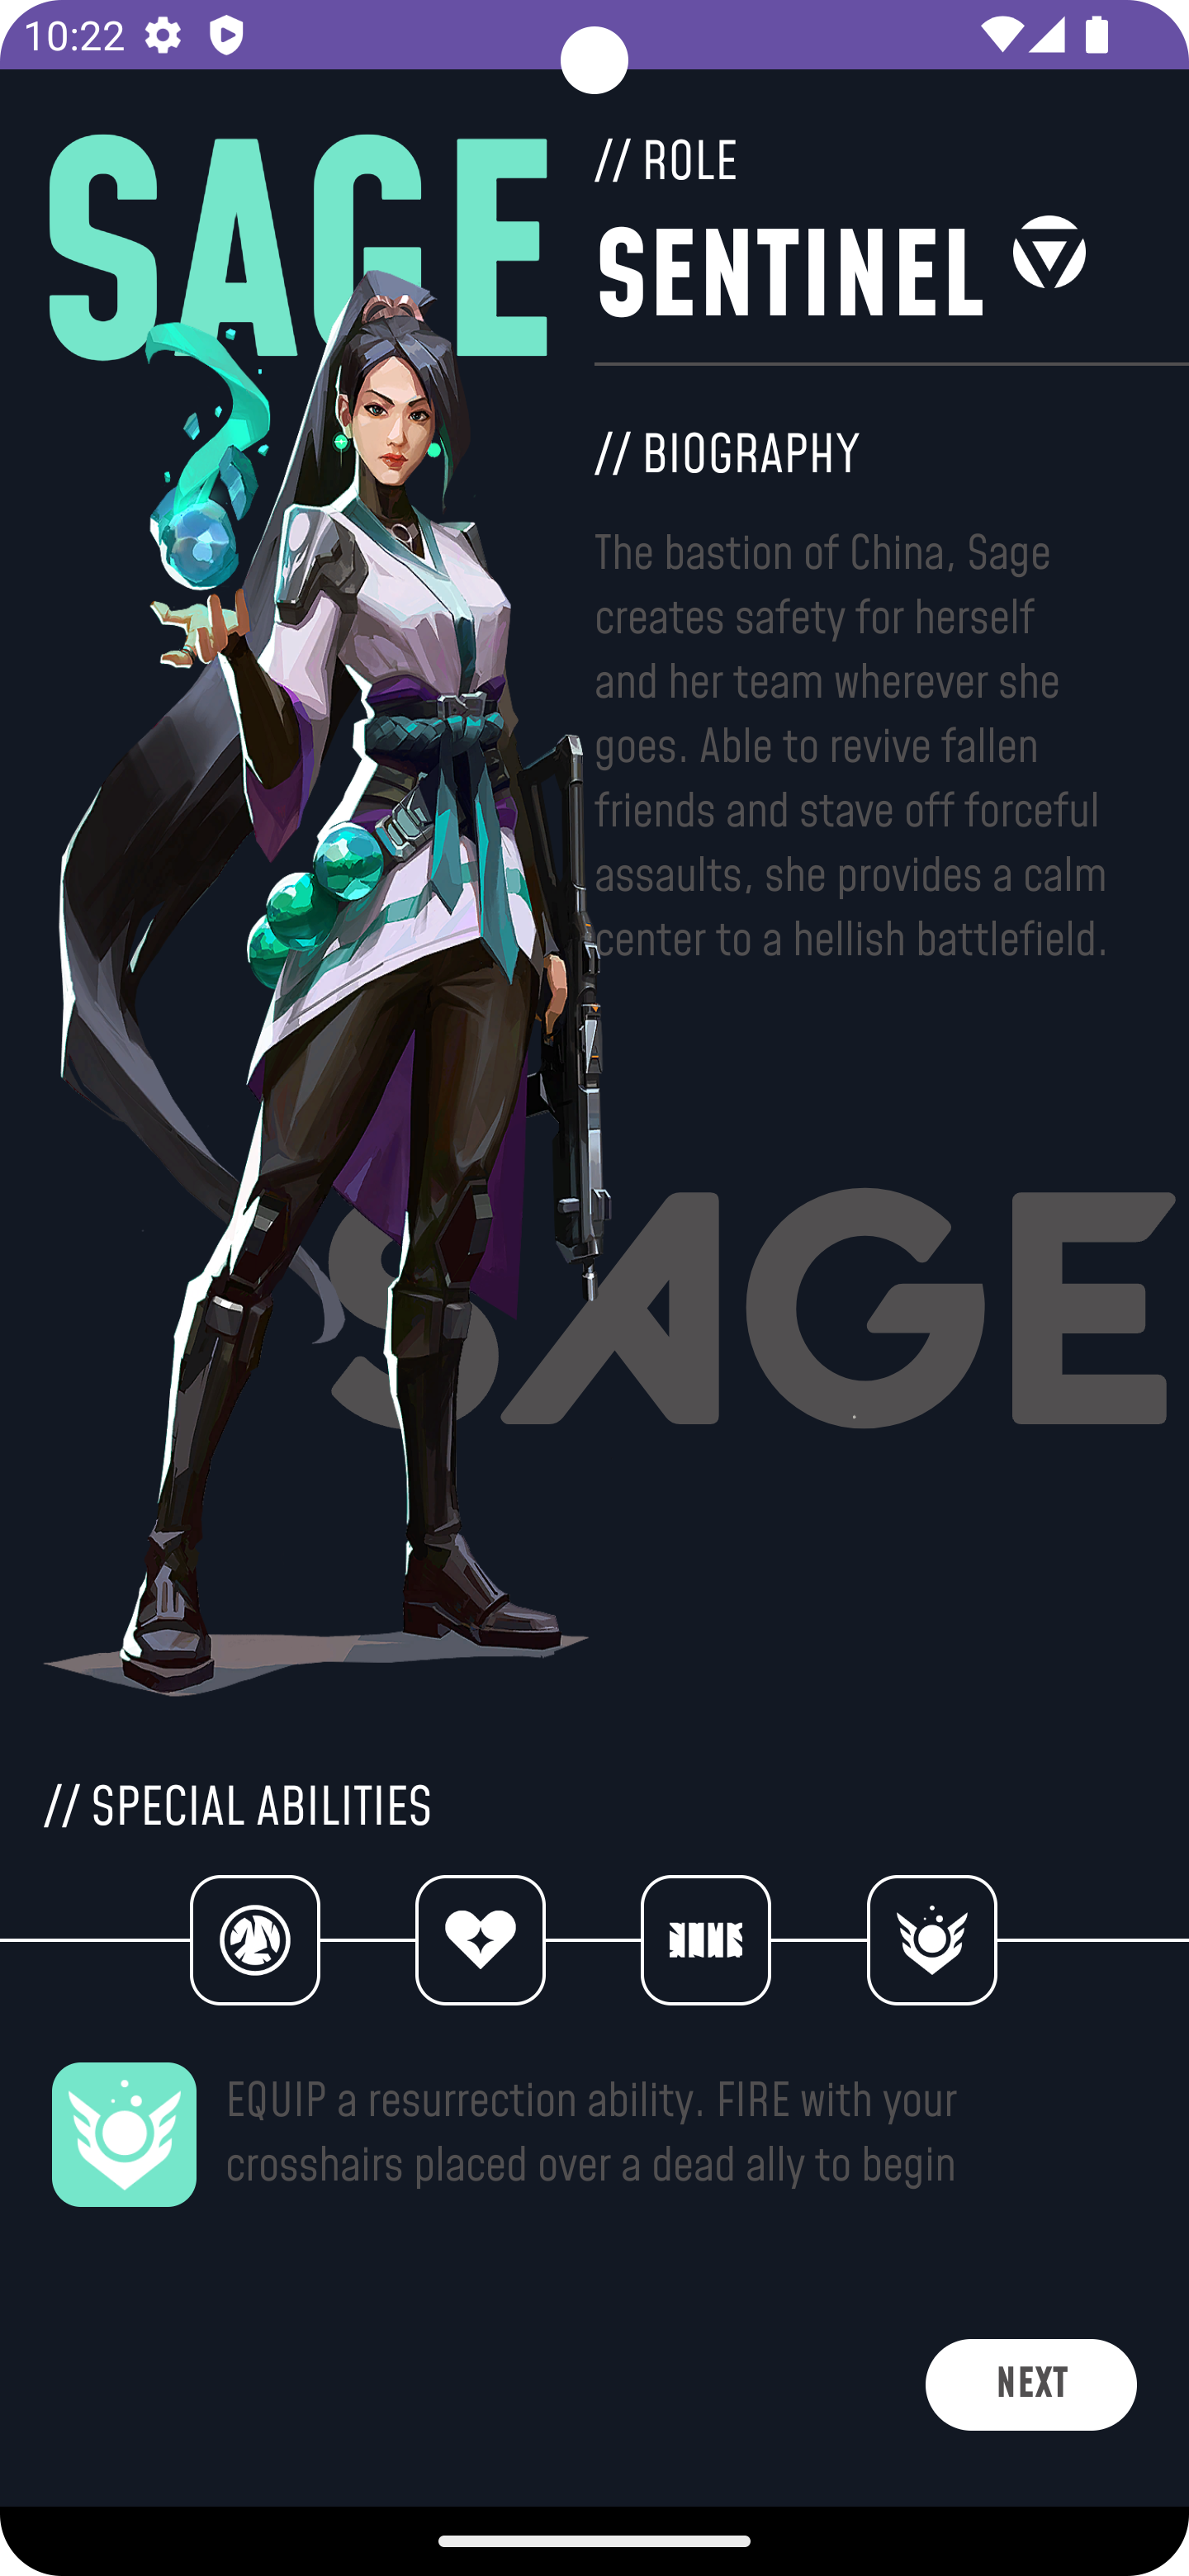 10:22
SAGE
// ROLE
SENTINEL
// BIOGRAPHY
The bastion of China, Sage
creates safety for herself
and her team wherever she
goes. Able to revive fallen
friends and stave off forceful
assaults, she provides a calm
center to a hellish battlefield.
SAGE
// SPECIAL ABILITIES
EQUIP a resurrection ability. FIRE with your
crosshairs placed over a dead ally to begin
NEXT